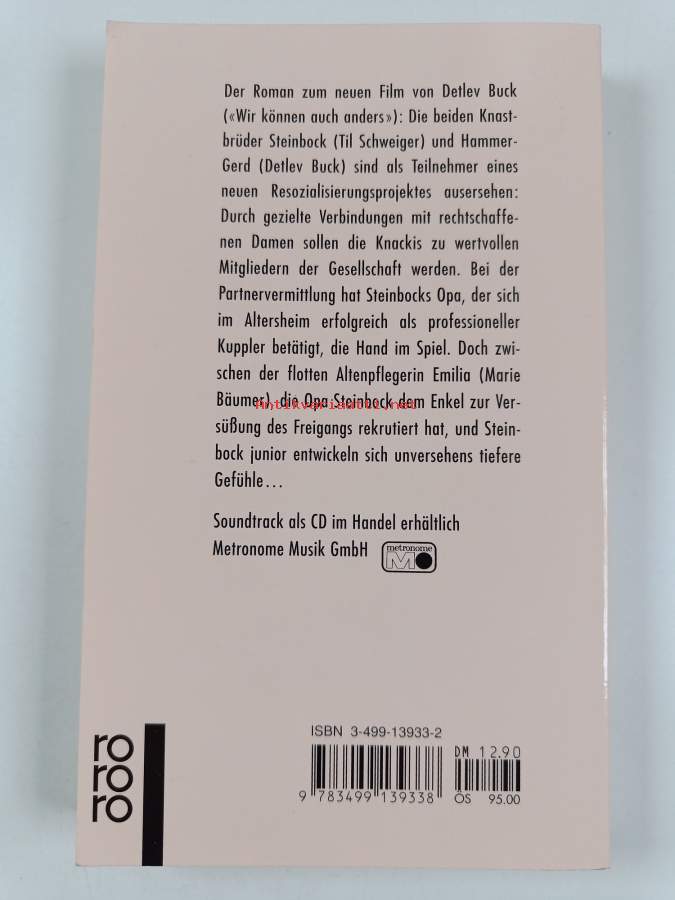 Der Roman zum neuen Film von Detlev Buck
(«Wir können auch anders»): Die beiden Knast-
brüder Steinbock (Til Schweiger) und Hammer-
Gerd (Detlev Buck) sind als Teilnehmer eines
neuen Resozialisierungsprojektes ausersehen:
Durch gezielte Verbindungen mit rechtschaffe-
nen Damen sollen die Knackis zu wertvollen
Mitgliedern der Gesellschaft werden. Bei der
Partnervermittlung hat Steinbocks Opa, der sich
im Altersheim erfolgreich als professioneller
Kuppler betätigt, die Hand im Spiel. Doch zwi-
schen der flotten Altenpflegerin Emilia (Marie
Bäumer), die Opa Steinbock dem Enkel zur Ver-
Antikvariaatti.net
süßung des Freigangs rekrutiert hat, und Stein-
bock junior entwickeln sich unversehens tiefere
Gefühle...
Soundtrack als CD im Handel erhältlich
Metronome Musik GmbH
metronome
ISBN 3-499-13933-2
DM 12.90
9 783499 139338
ÖS 95.00
ro
ro
ro